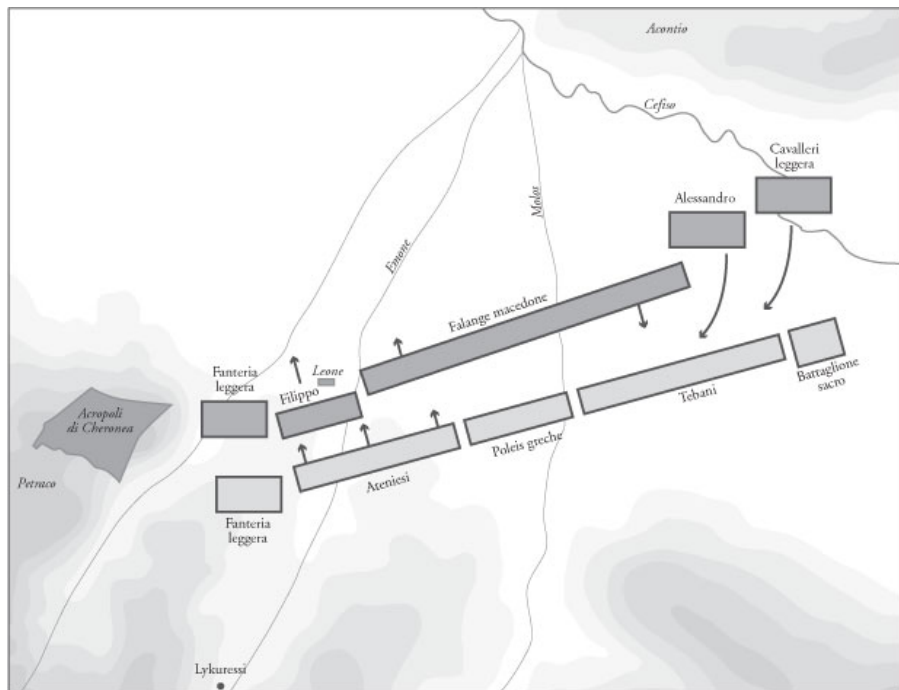 Acontio
Cefiso
Cavalleri
leggera
Alessandro
Molos
Emone
Falange macedone
Fanteria
leggera
Leone
Filippo
Battaglione
sacro
Tebani
Acropoli
di Cheronea
Poleis greche
Ateniesi
Petraco
Fanteria
leggera
Lykuressi